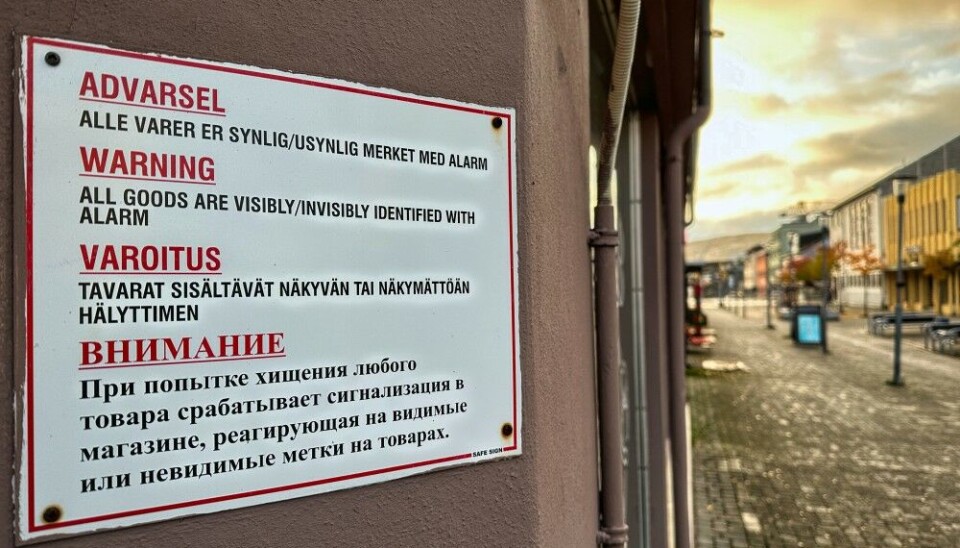 ADVARSEL
ALLE VARER ER SYNLIG/USYNLIG MERKET MED ALARM
WARNING
ALL GOODS ARE VISIBLY/INVISIBLY IDENTIFIED WITH
ALARM
VAROITUS
TAVARAT SISÄLTÄVÄT NÄKYVÄN TAI NÄKYMÄTTÖÄN
HÄLYTTIMEN
ВНИМАНИЕ
При попытке хищения любого
товара срабатывает сигнализация в
магазине, реагирующая на видимые
или невидимые метки на товарах.
SAFE SIGN